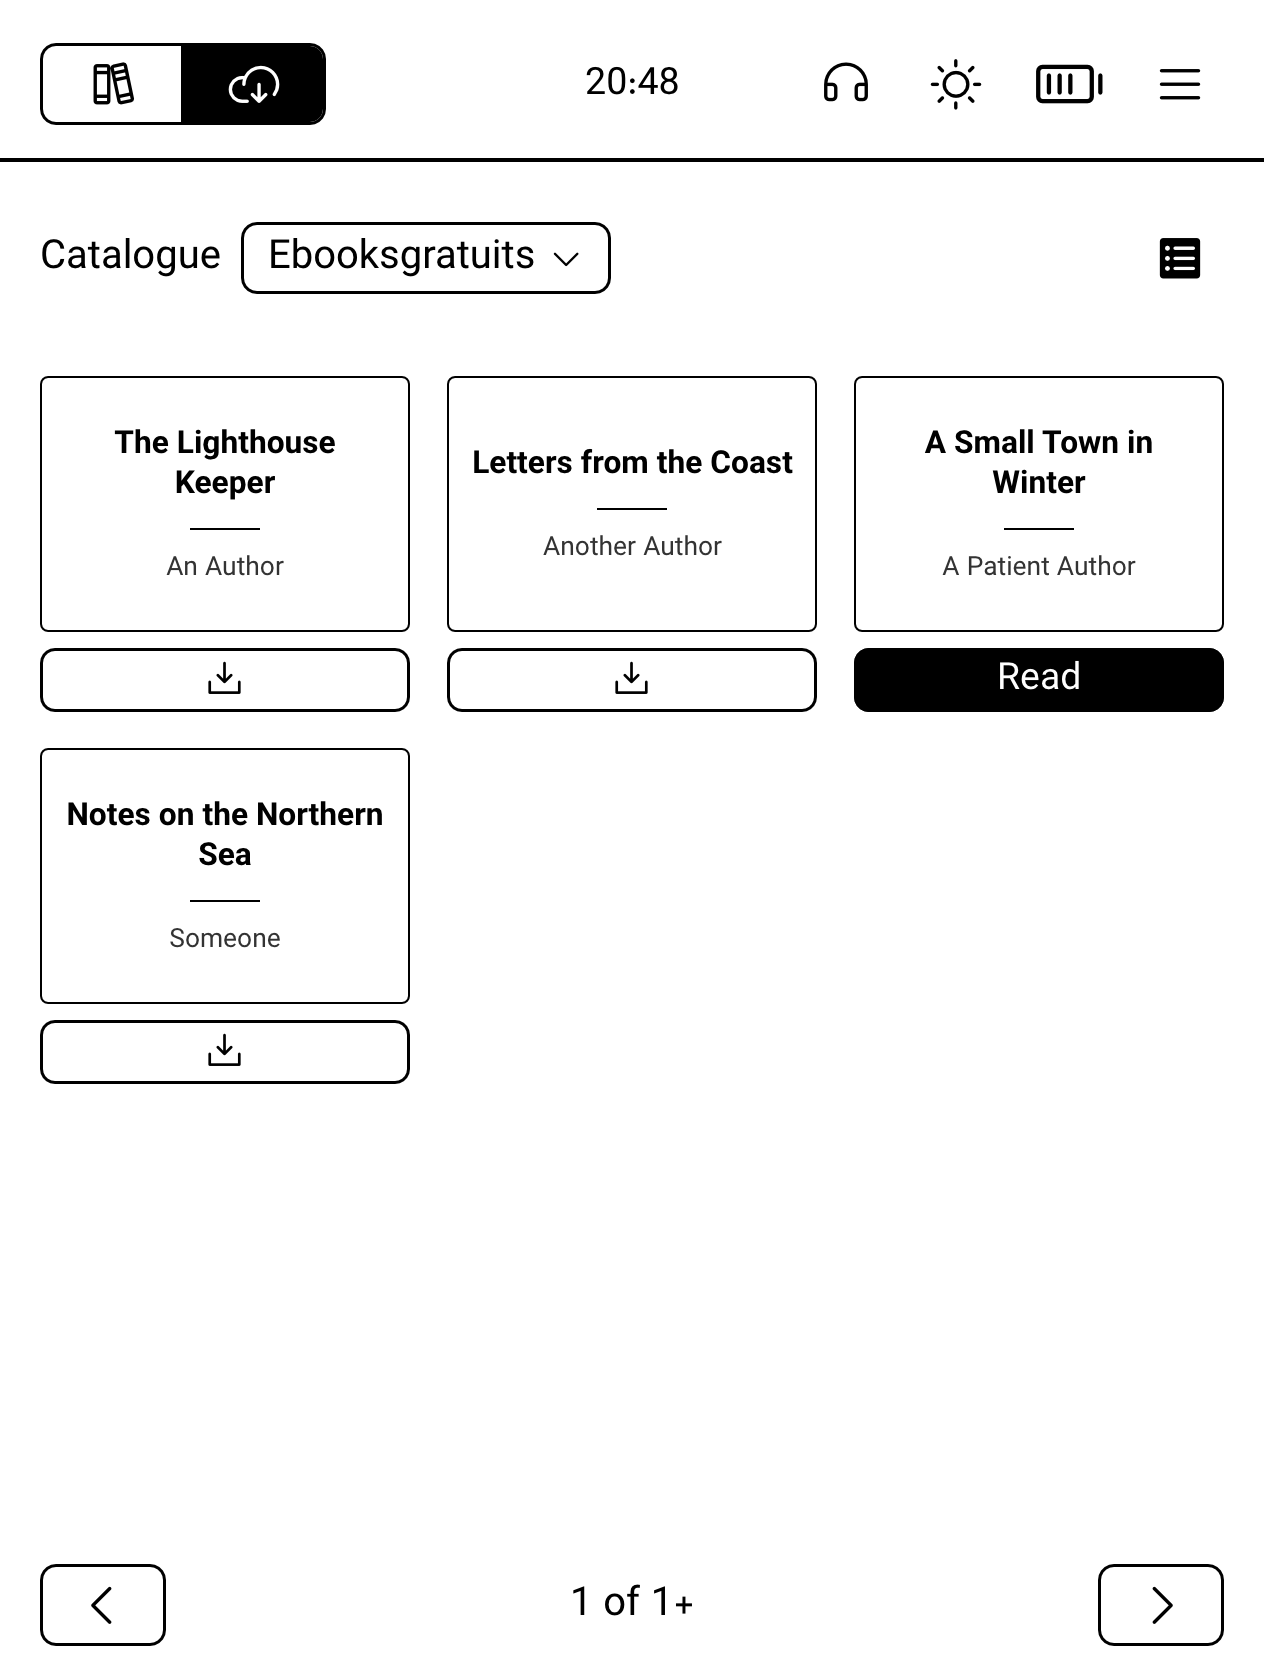 20:48
Catalogue Ebooksgratuits
The Lighthouse
Keeper
An Author
Letters from the Coast
Another Author
A Small Town in
Winter
A Patient Author
Read
Notes on the Northern
Sea
Someone
1 of 1+